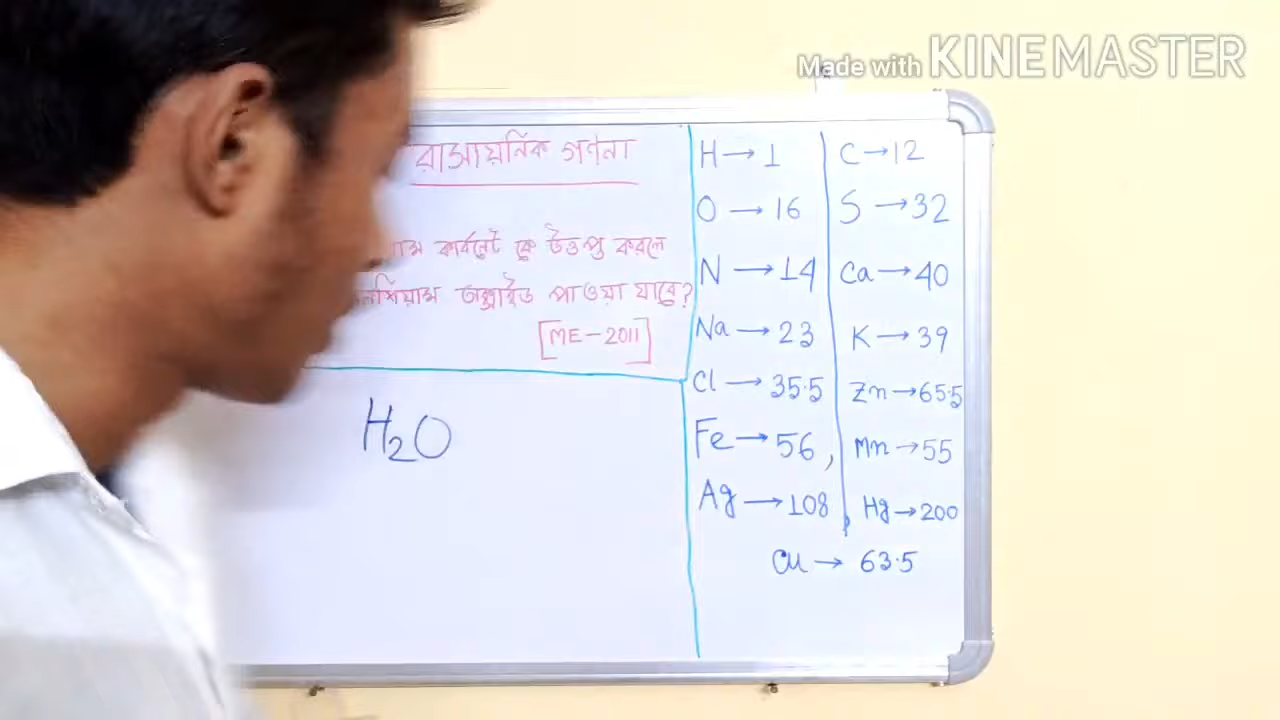 Made with KINEMASTER
রাসায়নিক গণনা
কার্বনেট কে উত্তপ্ত করলে
অক্সাইড পাওয়া যাবে?
[ME-2011]
H₂O
H → 1
O → 16
N → 14
Na → 23
Cl → 35.5
Fe → 56,
Ag → 108
C → 12
S → 32
Ca → 40
K → 39
Zn → 65.5
Mn → 55
Hg → 200
Cu → 63.5